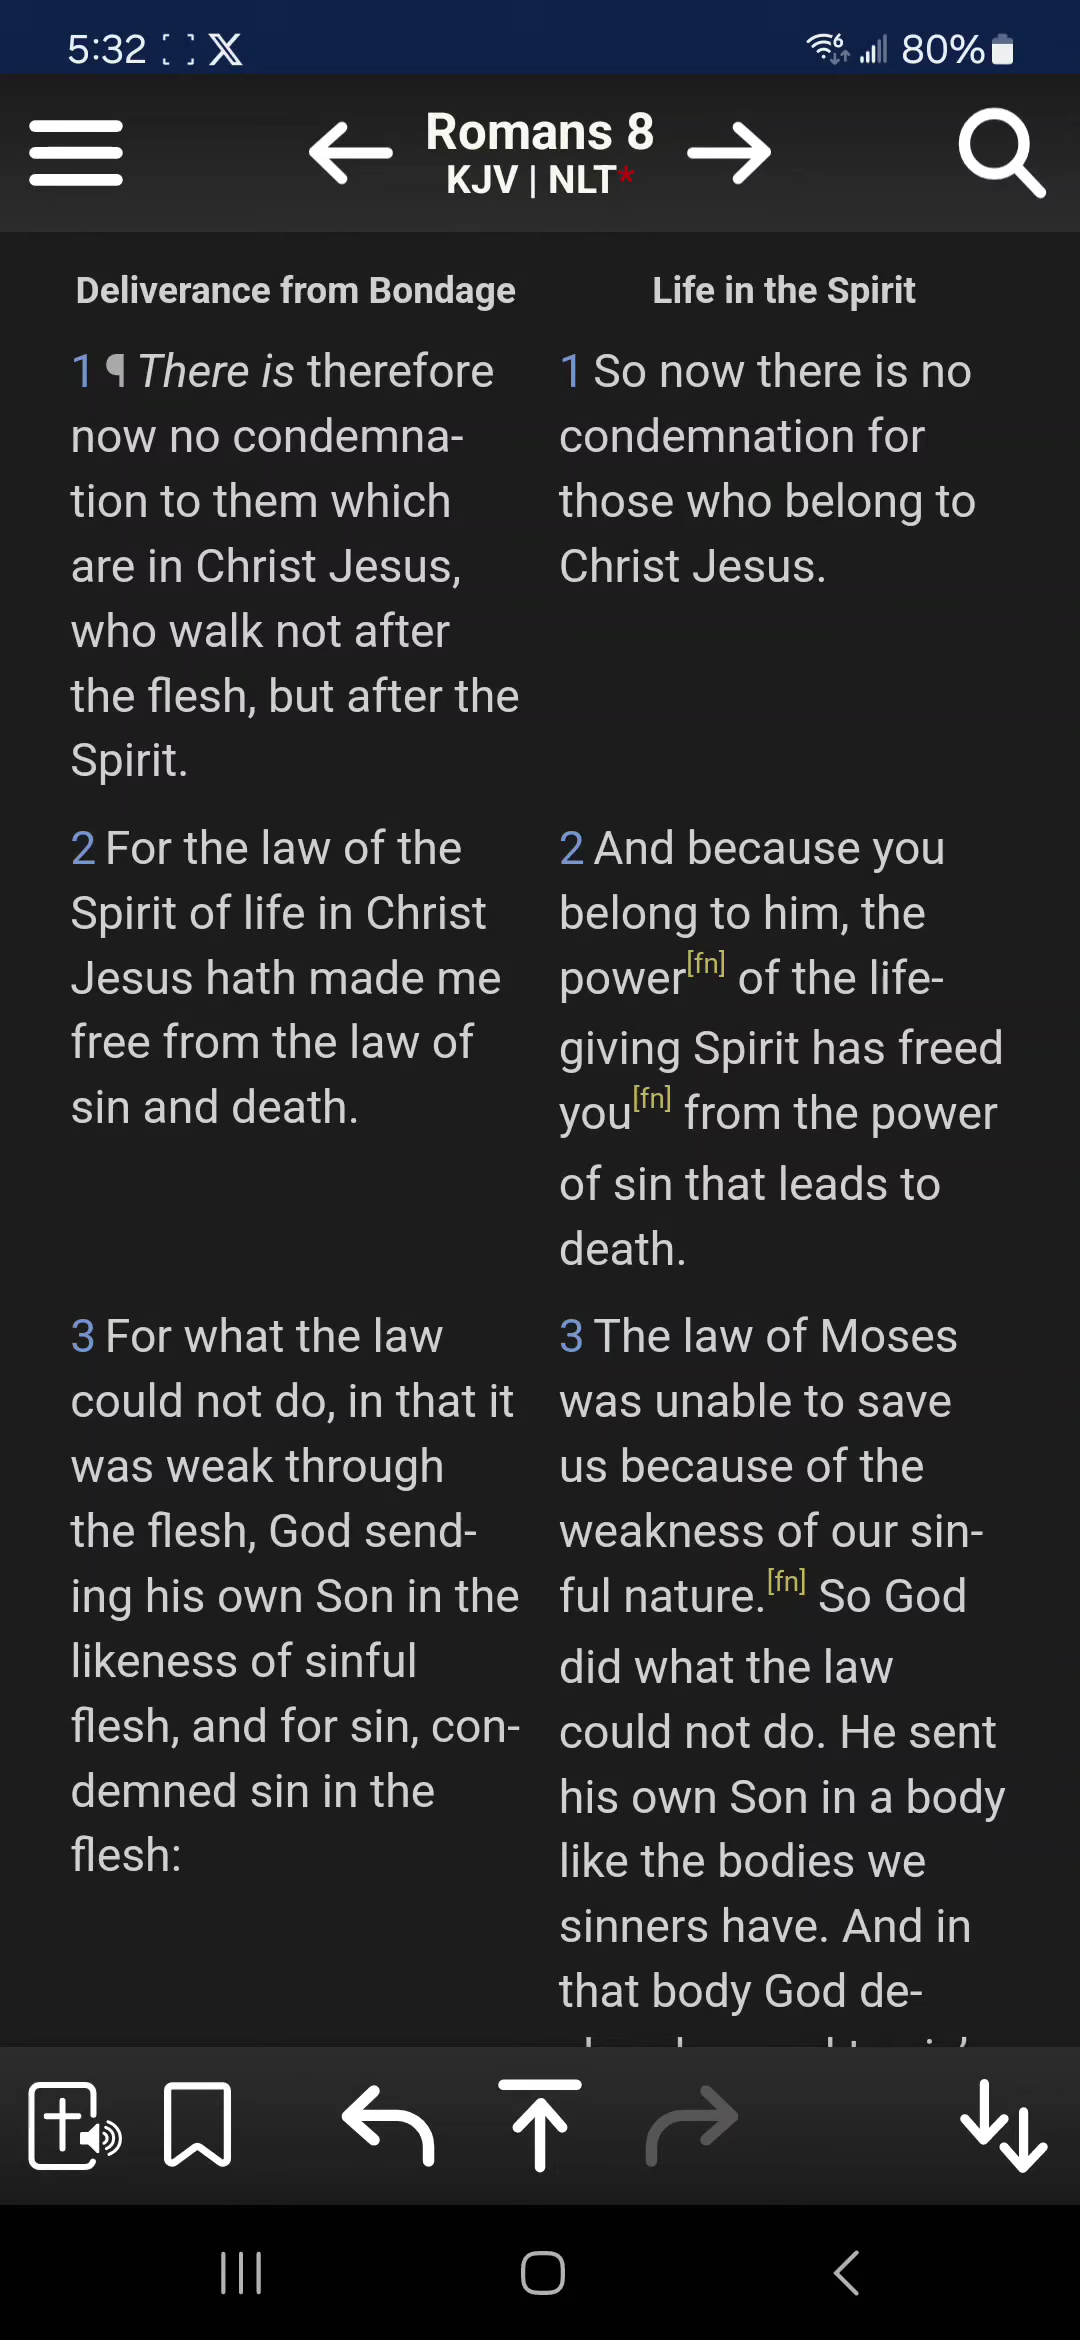 5:32
80%
Romans 8
KJV | NLT*
Deliverance from Bondage
1 ¶ There is therefore
now no condemna-
tion to them which
are in Christ Jesus,
who walk not after
the flesh, but after the
Spirit.
2 For the law of the
Spirit of life in Christ
Jesus hath made me
free from the law of
sin and death.
3 For what the law
could not do, in that it
was weak through
the flesh, God send-
ing his own Son in the
likeness of sinful
flesh, and for sin, con-
demned sin in the
flesh:
Life in the Spirit
1 So now there is no
condemnation for
those who belong to
Christ Jesus.
2 And because you
belong to him, the
power[fn] of the life-
giving Spirit has freed
you[fn] from the power
of sin that leads to
death.
3 The law of Moses
was unable to save
us because of the
weakness of our sin-
ful nature.[fn] So God
did what the law
could not do. He sent
his own Son in a body
like the bodies we
sinners have. And in
that body God de-